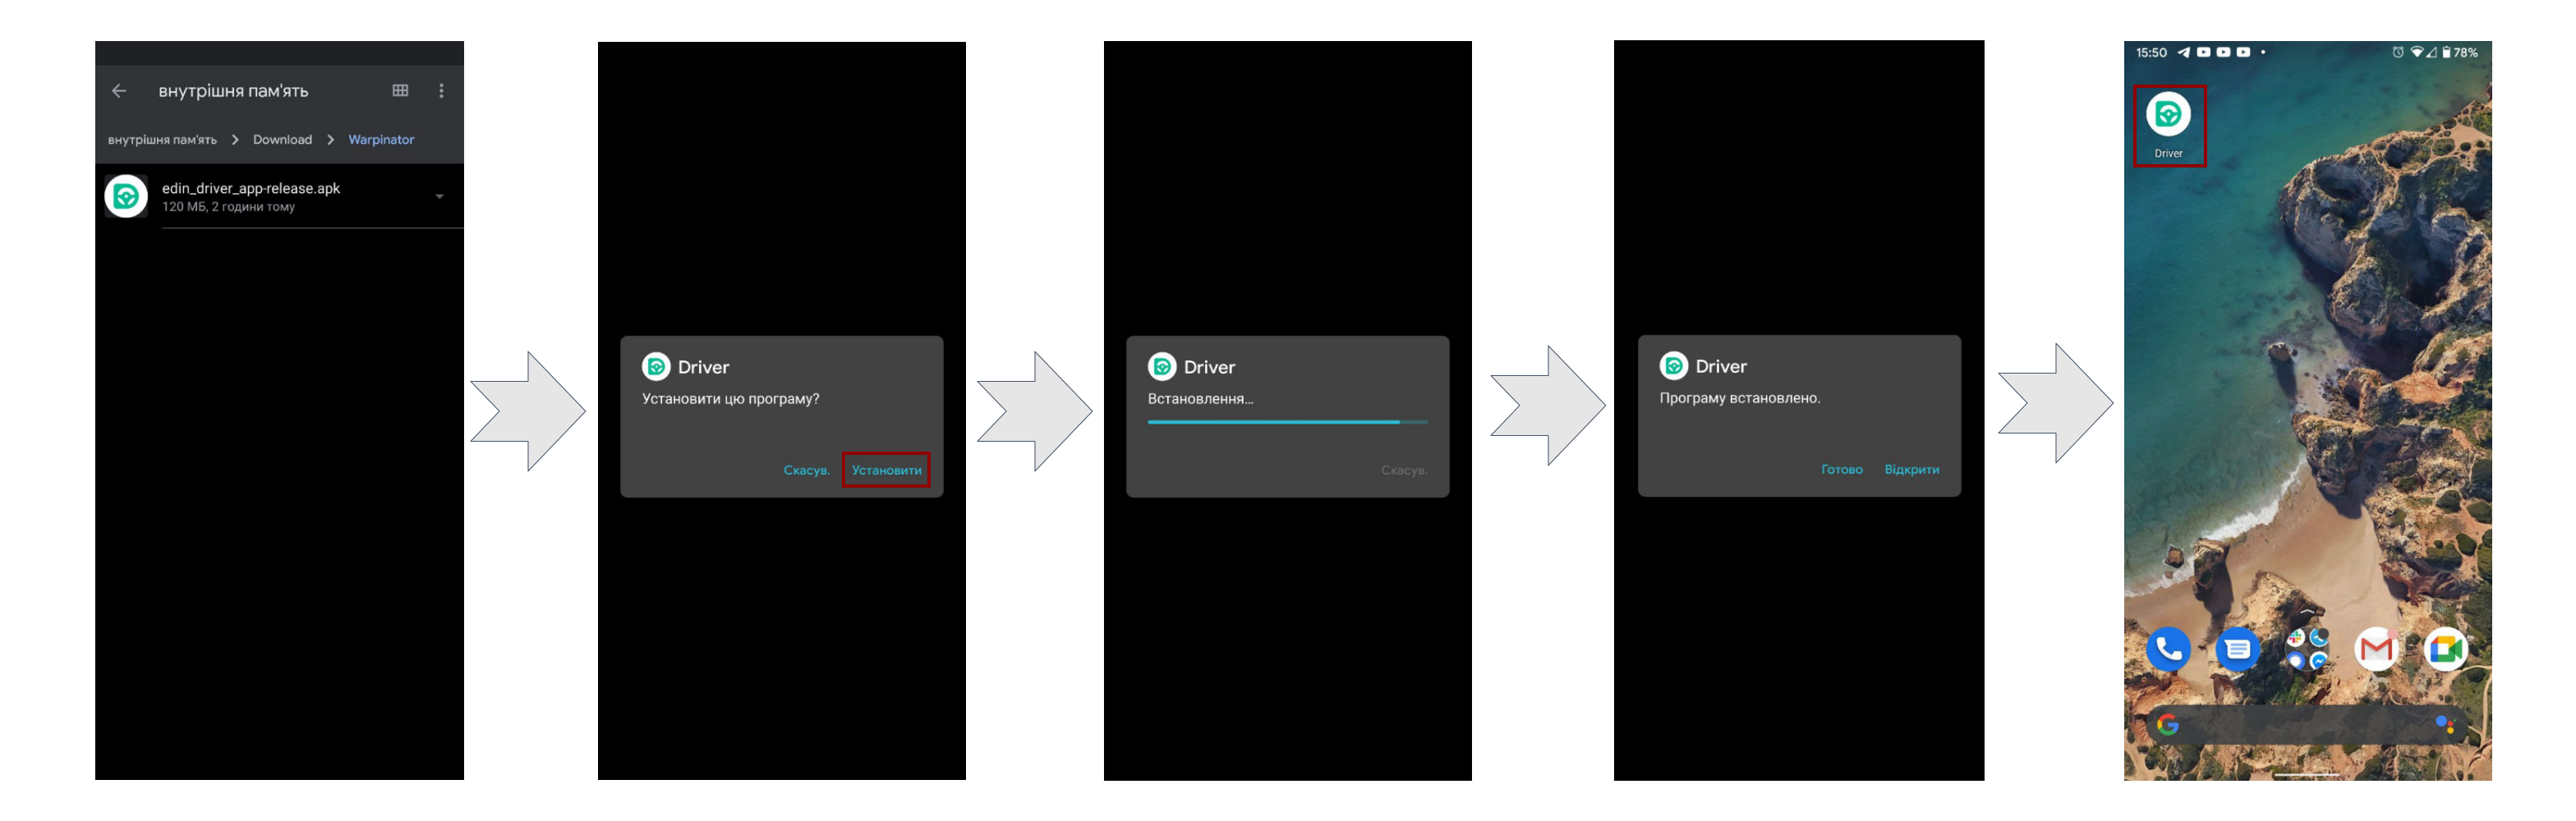 внутрішня пам'ять
внутрішня пам'ять > Download > Warpinator
edin_driver_app-release.apk
120 МБ, 2 години тому
Driver
Установити цю програму?
Скасув. Установити
Driver
Встановлення...
Скасув.
Driver
Програму встановлено.
Готово Відкрити
15:50 78%
Driver